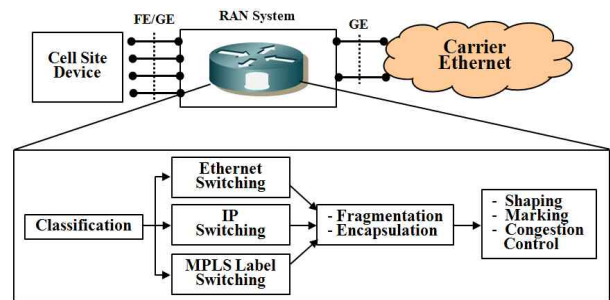 FE/GE
RAN System
GE
Cell Site
Device
Carrier
Ethernet
Ethernet
Switching
Classification
IP
Switching
MPLS Label
Switching
- Fragmentation
- Encapsulation
- Shaping
- Marking
- Congestion
Control